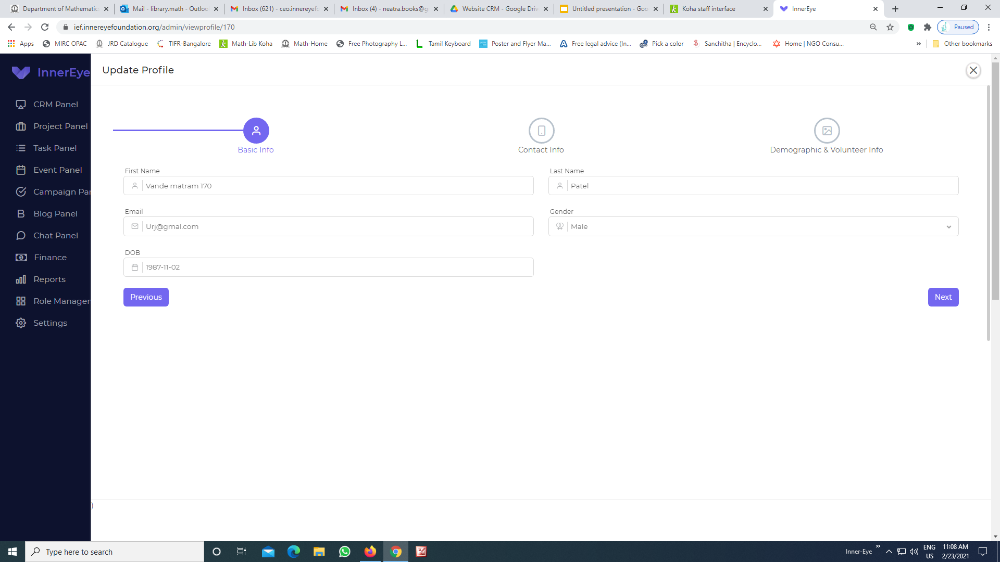 Department of Mathematics
Mail - library.math - Outloo
Inbox (621) - ceo.innereyefo
Inbox (4) - neatra.books@g
Website CRM - Google Driv
Untitled presentation - Goo
Koha staff interface
InnerEye
ief.innereyefoundation.org/admin/viewprofile/170
Paused
Apps
MIRC OPAC
JRD Catalogue
TIFR-Bangalore
Math-Lib Koha
Math-Home
Free Photography L...
Tamil Keyboard
Poster and Flyer Ma...
Free legal advice (In...
Pick a color
Sanchitha | Encyclo...
Home | NGO Consu...
»
Other bookmarks
InnerEye
Update Profile
CRM Panel
Project Panel
Task Panel
Event Panel
Campaign Par
Blog Panel
Chat Panel
Finance
Reports
Role Manager
Settings
Basic Info
Contact Info
Demographic & Volunteer Info
First Name
Vande matram 170
Last Name
Patel
Email
Urj@gmal.com
Gender
Male
DOB
1987-11-02
Previous
Next
)
Type here to search
Inner-Eye
»
ENG
US
11:08 AM
2/23/2021